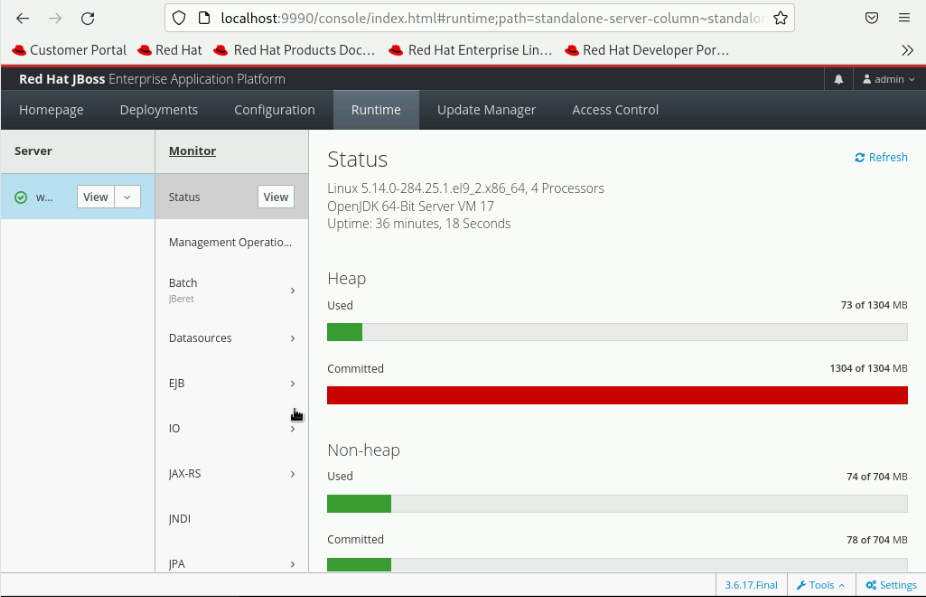 localhost:9990/console/index.html#runtime;path=standalone-server-column~standalo
Customer Portal Red Hat Red Hat Products Doc... Red Hat Enterprise Lin... Red Hat Developer Por...
Red Hat JBoss Enterprise Application Platform admin
Homepage Deployments Configuration Runtime Update Manager Access Control
Server
w... View
Monitor
Status View
Management Operatio...
Batch
JBeret
Datasources
EJB
IO
JAX-RS
JNDI
JPA
Status
Refresh
Linux 5.14.0-284.25.1.el9_2.x86_64, 4 Processors
OpenJDK 64-Bit Server VM 17
Uptime: 36 minutes, 18 Seconds
Heap
Used 73 of 1304 MB
Committed 1304 of 1304 MB
Non-heap
Used 74 of 704 MB
Committed 78 of 704 MB
3.6.17.Final Tools Settings